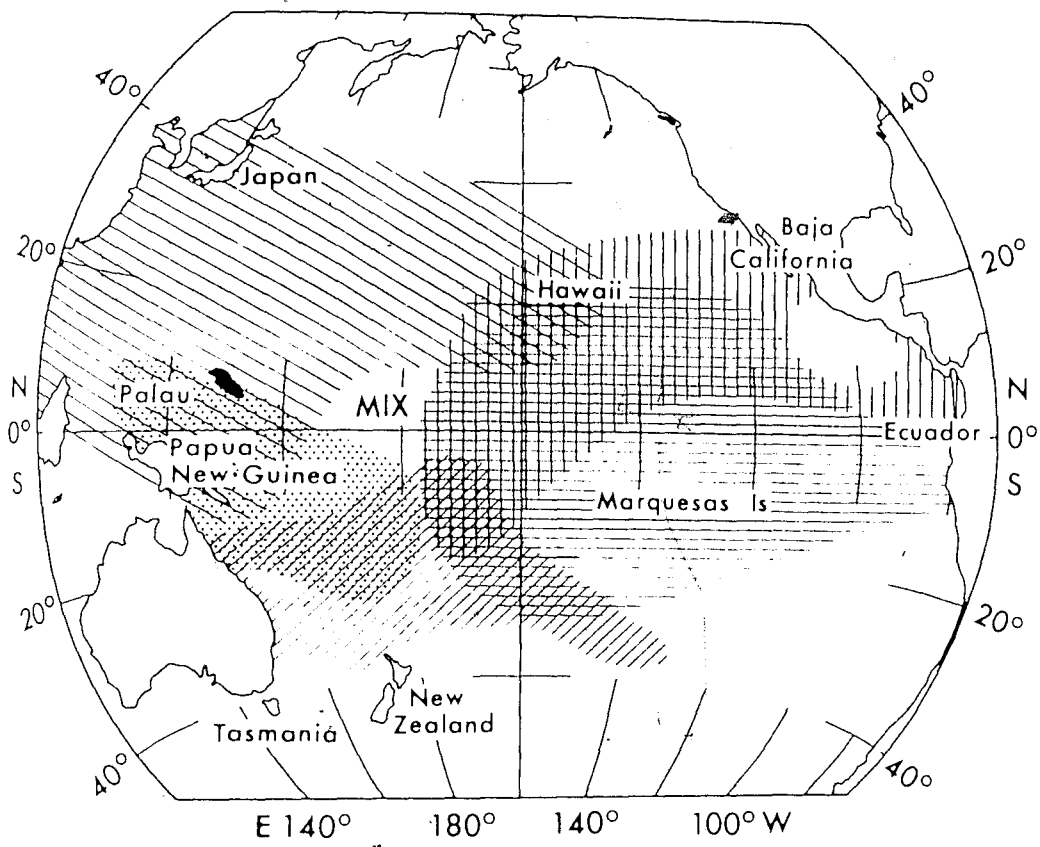 40°
40°
Japan
Baja
California
20°
20°
Hawaii
Palau
MIX
N
0°
S
N
0°
S
Ecuador
Papua
New Guinea
Marquesas Is
20°
20°
New
Zealand
Tasmania
40°
40°
E 140° 180° 140° 100° W